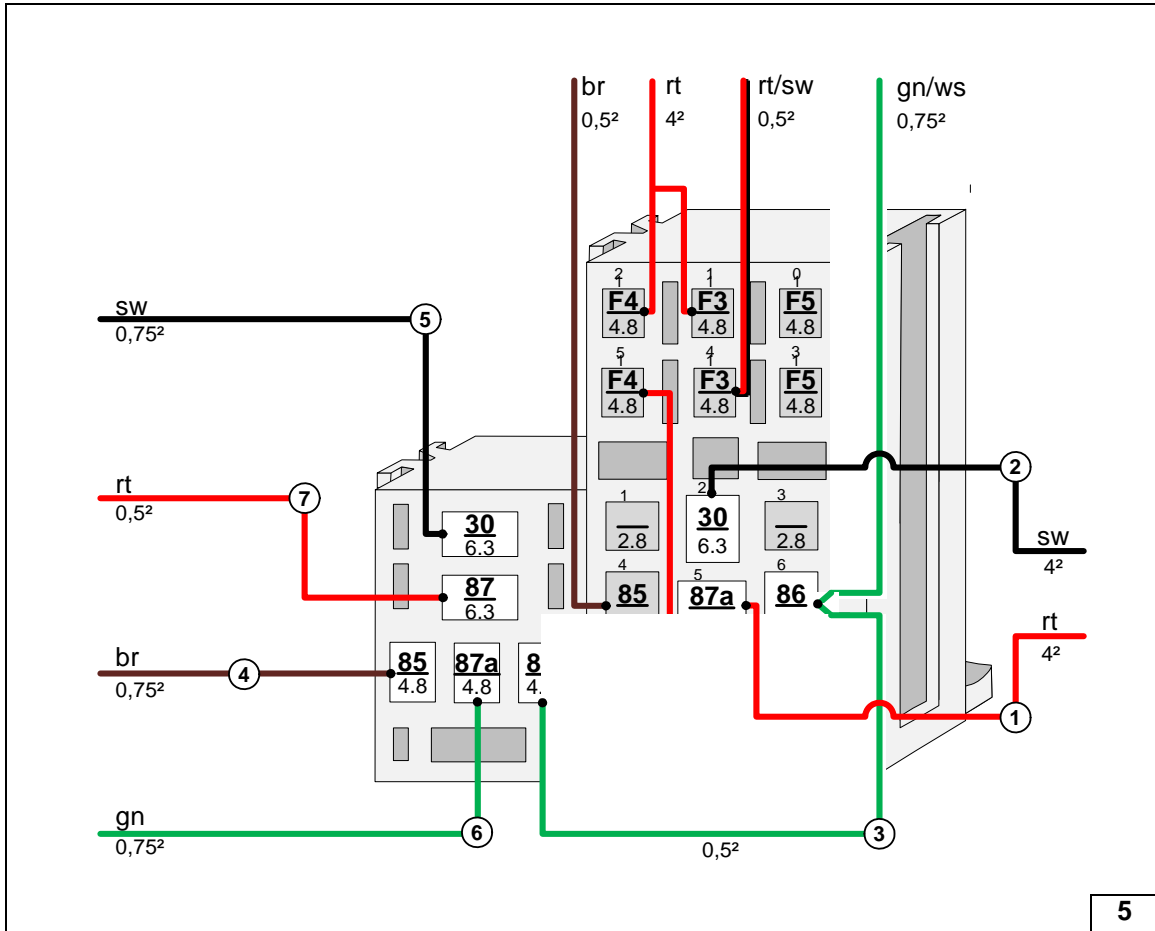 br rt rt/sw gn/ws
0,5² 4² 0,5² 0,75²
2 1 0
F4 F3 F5
4.8 4.8 4.8
sw 5
0,75²
5 4 3
F4 F3 F5
4.8 4.8 4.8
2
rt 7
0,5²
1 2 3
30
2.8 6.3 2.8
sw
4²
30
6.3
4 5 6
85 87a 86
87
6.3
rt
4²
br 4
0,75²
85 87a 8
4.8 4.8 4.
1
gn 6 3
0,75² 0,5²
5